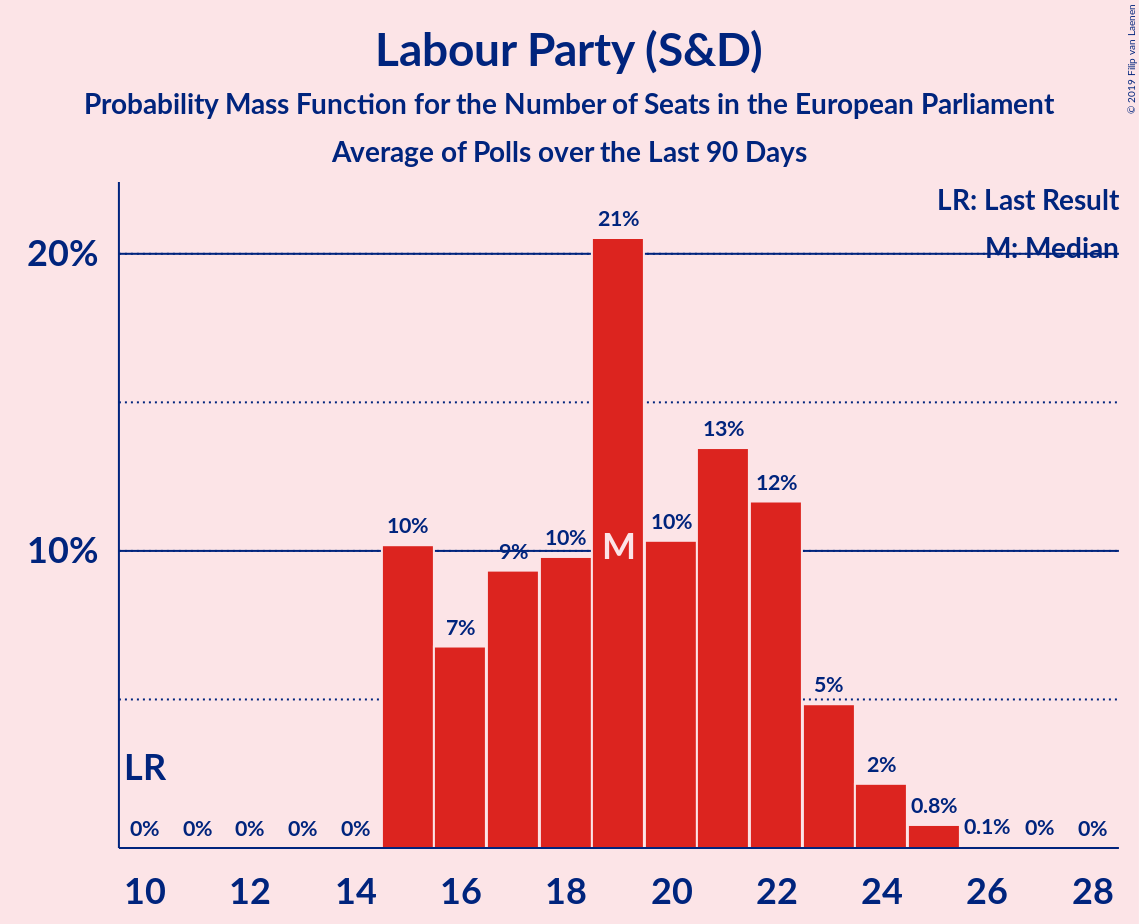 Labour Party (S&D)
Probability Mass Function for the Number of Seats in the European Parliament
Average of Polls over the Last 90 Days
© 2019 Filip van Laenen
LR: Last Result
M: Median
20%
10%
21%
13%
12%
10%
10%
10%
9%
7%
5%
2%
0.8%
0.1%
0%
0%
0%
0%
0%
0%
0%
LR
M
10 12 14 16 18 20 22 24 26 28